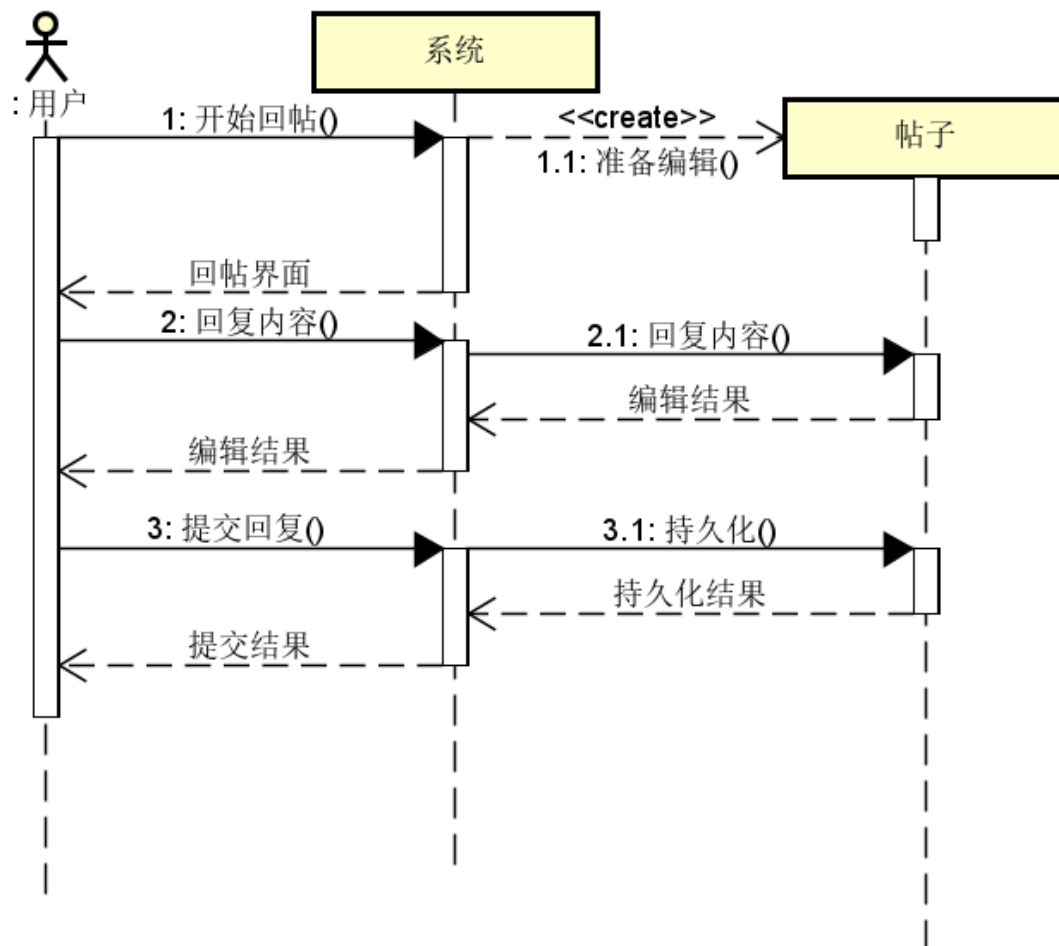 系统
: 用户
帖子
1: 开始回帖()
<<create>>
1.1: 准备编辑()
回帖界面
2: 回复内容()
2.1: 回复内容()
编辑结果
编辑结果
3: 提交回复()
3.1: 持久化()
持久化结果
提交结果